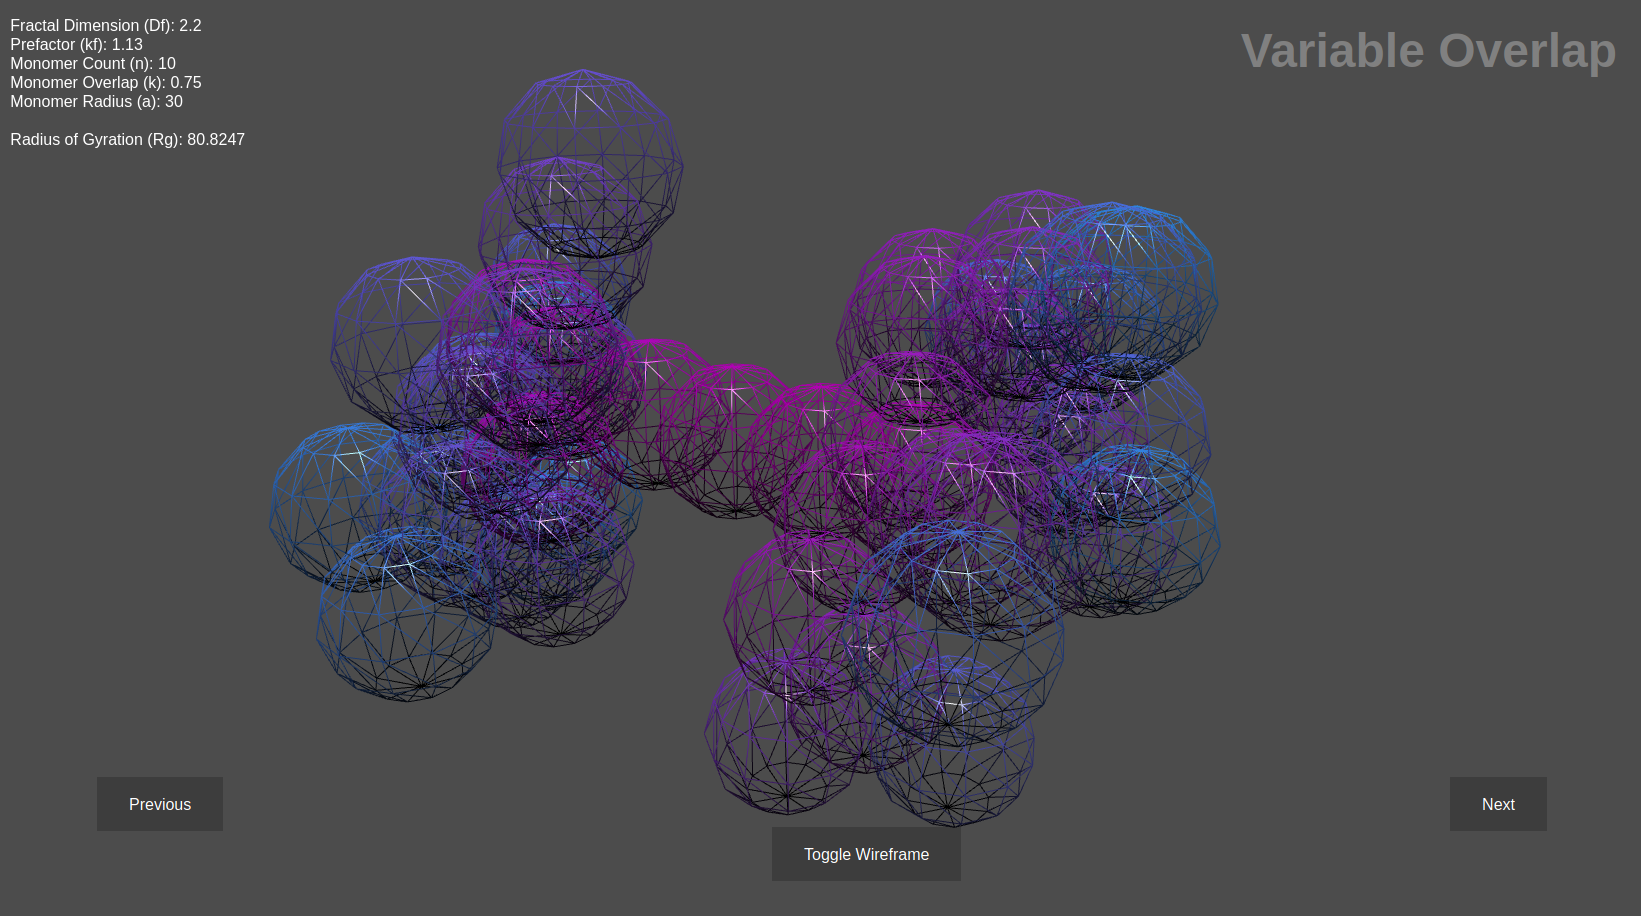 Fractal Dimension (Df): 2.2
Prefactor (kf): 1.13
Monomer Count (n): 10
Monomer Overlap (k): 0.75
Monomer Radius (a): 30
Radius of Gyration (Rg): 80.8247
Variable Overlap
Previous
Next
Toggle Wireframe